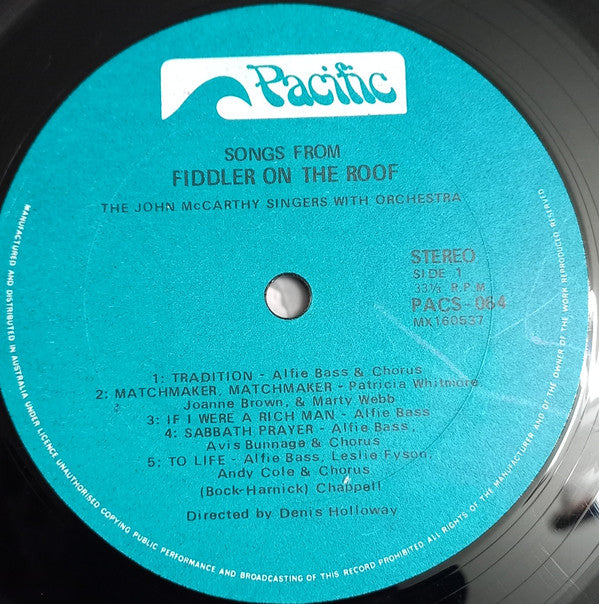 Pacific
SONGS FROM
FIDDLER ON THE ROOF
THE JOHN McCARTHY SINGERS WITH ORCHESTRA
STEREO
SIDE 1
33⅓ R.P.M.
PACS-064
MX160537
1: TRADITION - Alfie Bass & Chorus
2: MATCHMAKER, MATCHMAKER - Patricia Whitmore,
Joanne Brown, & Marty Webb
3: IF I WERE A RICH MAN - Alfie Bass
4: SABBATH PRAYER - Alfie Bass,
Avis Bunnage & Chorus
5: TO LIFE - Alfie Bass, Leslie Fyson,
Andy Cole & Chorus
(Bock-Harnick) Chappell
Directed by Denis Holloway
MANUFACTURED AND DISTRIBUTED IN AUSTRALIA UNDER LICENCE UNAUTHORISED COPYING PUBLIC PERFORMANCE AND BROADCASTING OF THIS RECORD PROHIBITED ALL RIGHTS OF THE MANUFACTURER AND OF THE OWNER OF THE WORK REPRODUCED RESERVED